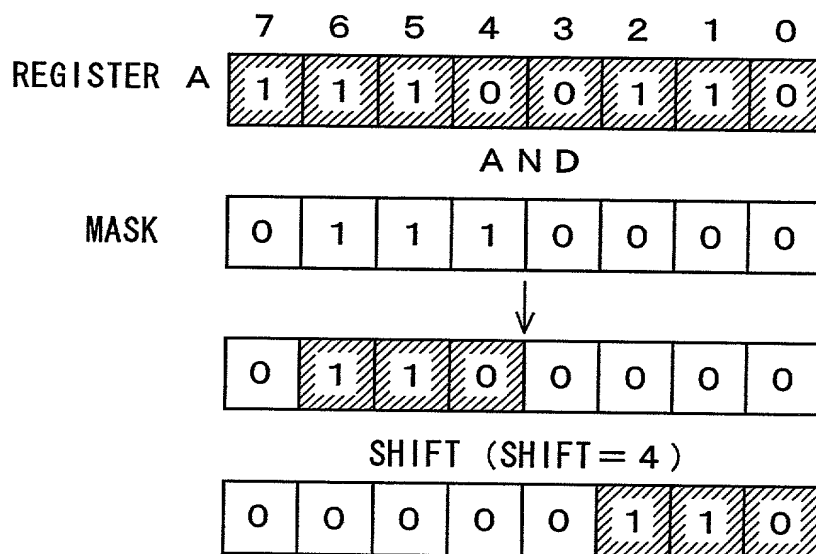 7 6 5 4 3 2 1 0
REGISTER A 1 1 1 0 0 1 1 0
AND
MASK 0 1 1 1 0 0 0 0
0 1 1 0 0 0 0 0
SHIFT (SHIFT=4)
0 0 0 0 0 1 1 0